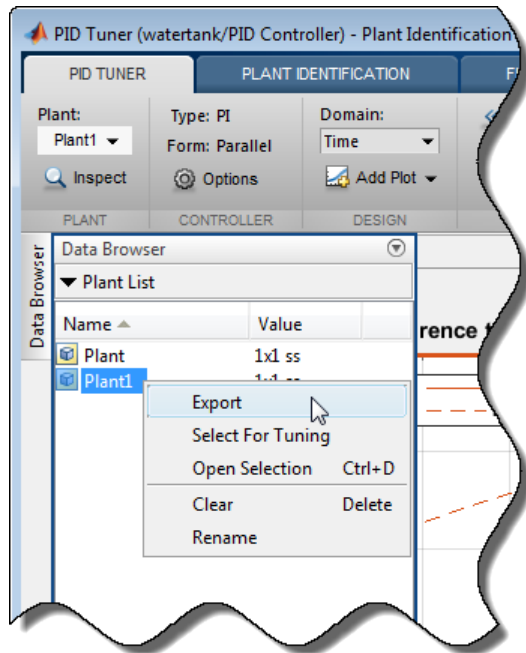 PID Tuner (watertank/PID Controller) - Plant Identification
PID TUNER PLANT IDENTIFICATION
Plant: Type: PI Domain:
Plant1 Form: Parallel Time
Inspect Options Add Plot
PLANT CONTROLLER DESIGN
Data Browser
Data Browser
Plant List
Name Value
Plant 1x1 ss
Plant1 1x1 ss
Export
Select For Tuning
Open Selection Ctrl+D
Clear Delete
Rename
rence